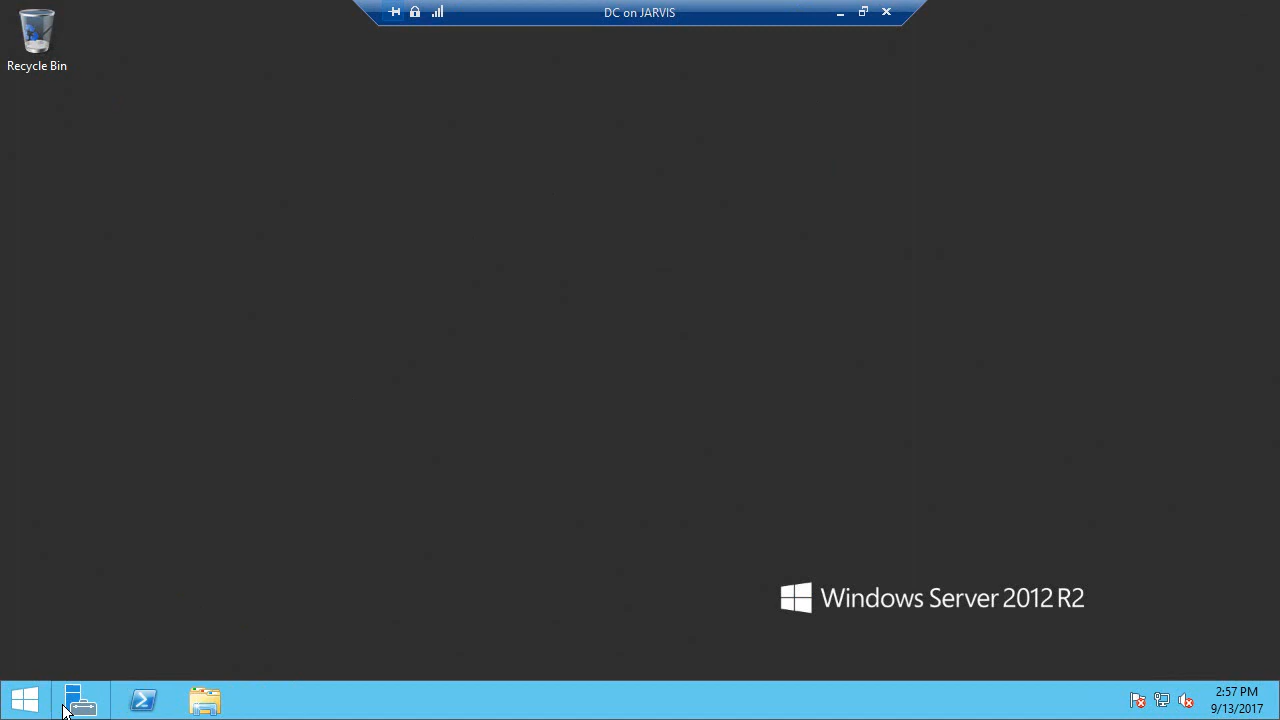 DC on JARVIS
Recycle Bin
Windows Server 2012 R2
2:57 PM
9/13/2017